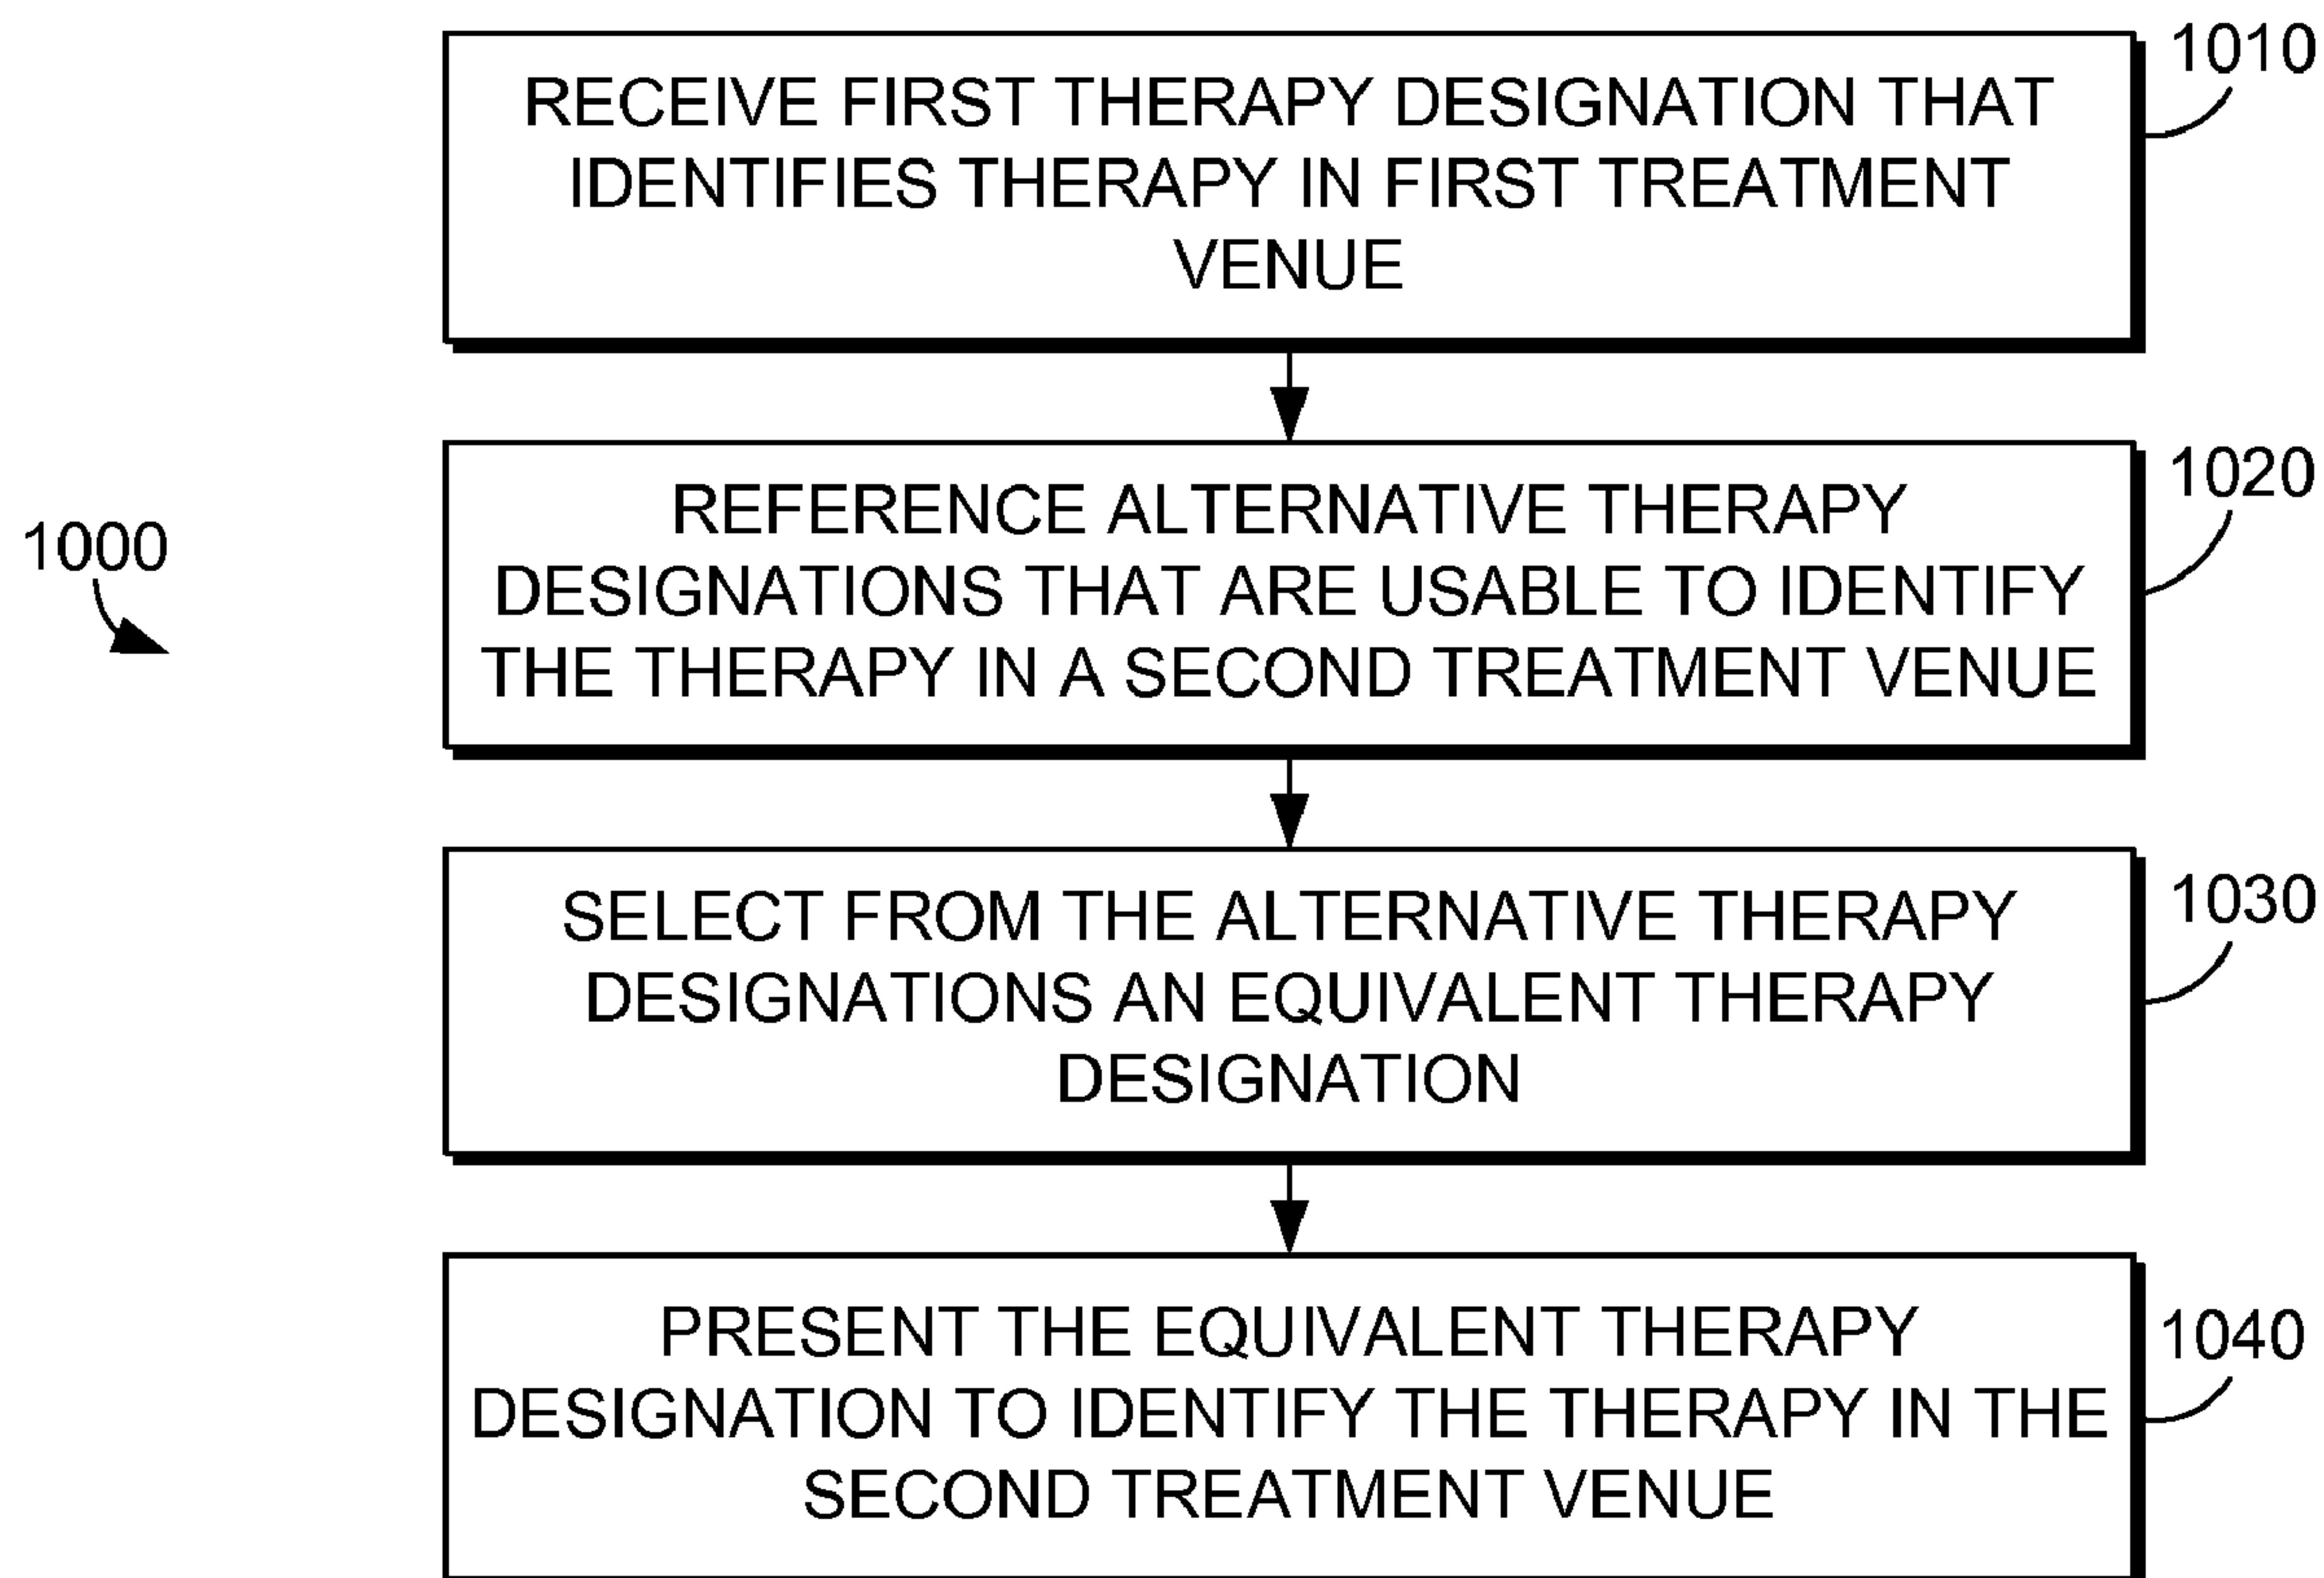 1010
RECEIVE FIRST THERAPY DESIGNATION THAT
IDENTIFIES THERAPY IN FIRST TREATMENT
VENUE
1020
REFERENCE ALTERNATIVE THERAPY
DESIGNATIONS THAT ARE USABLE TO IDENTIFY
THE THERAPY IN A SECOND TREATMENT VENUE
1000
1030
SELECT FROM THE ALTERNATIVE THERAPY
DESIGNATIONS AN EQUIVALENT THERAPY
DESIGNATION
1040
PRESENT THE EQUIVALENT THERAPY
DESIGNATION TO IDENTIFY THE THERAPY IN THE
SECOND TREATMENT VENUE